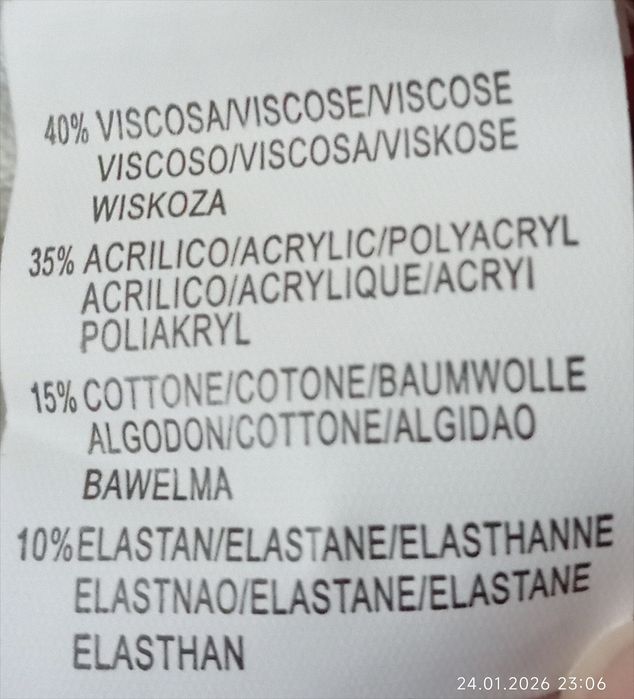 40% VISCOSA/VISCOSE/VISCOSE
VISCOSO/VISCOSA/VISKOSE
WISKOZA
35% ACRILICO/ACRYLIC/POLYACRYL
ACRILICO/ACRYLIQUE/ACRYI
POLIAKRYL
15% COTTONE/COTONE/BAUMWOLLE
ALGODON/COTTONE/ALGIDAO
BAWELMA
10% ELASTAN/ELASTANE/ELASTHANNE
ELASTNAO/ELASTANE/ELASTANE
ELASTHAN
24.01.2026 23:06